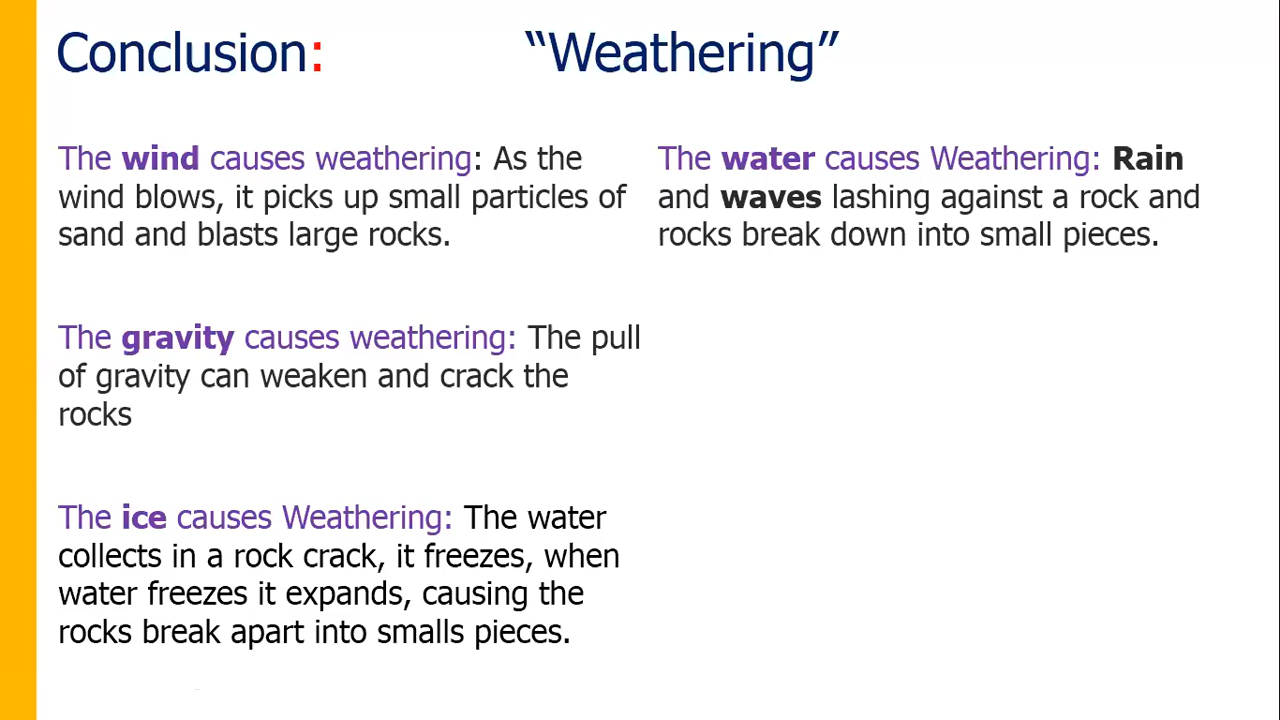 Conclusion: “Weathering”
The wind causes weathering: As the
wind blows, it picks up small particles of
sand and blasts large rocks.
The water causes Weathering: Rain
and waves lashing against a rock and
rocks break down into small pieces.
The gravity causes weathering: The pull
of gravity can weaken and crack the
rocks
The ice causes Weathering: The water
collects in a rock crack, it freezes, when
water freezes it expands, causing the
rocks break apart into smalls pieces.